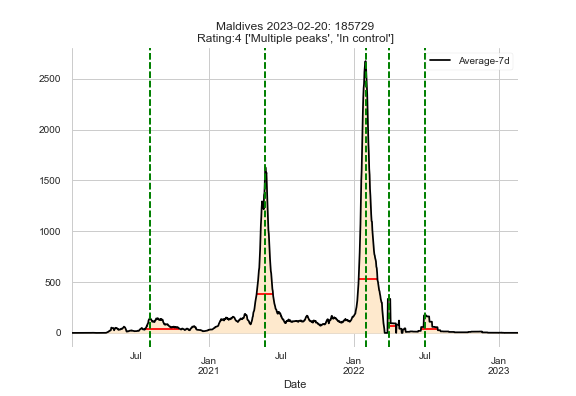 Maldives 2023-02-20: 185729
Rating:4 ['Multiple peaks', 'In control']
Average-7d
2500
2000
1500
1000
500
0
Jul
Jan
2021
Jul
Jan
2022
Jul
Jan
2023
Date